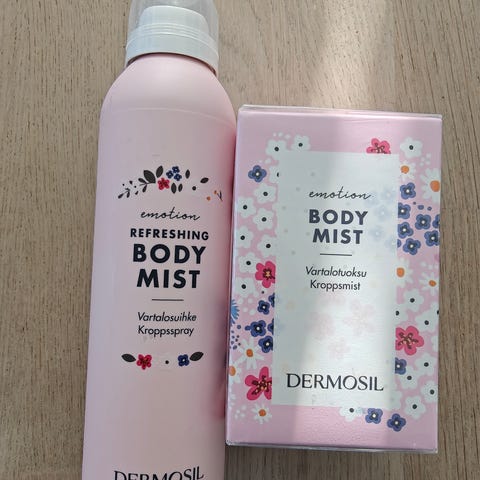 emotion
REFRESHING
BODY
MIST
Vartalosuihke
Kroppsspray
DERMOSIL
emotion
BODY
MIST
Vartalotuoksu
Kroppsmist
DERMOSIL